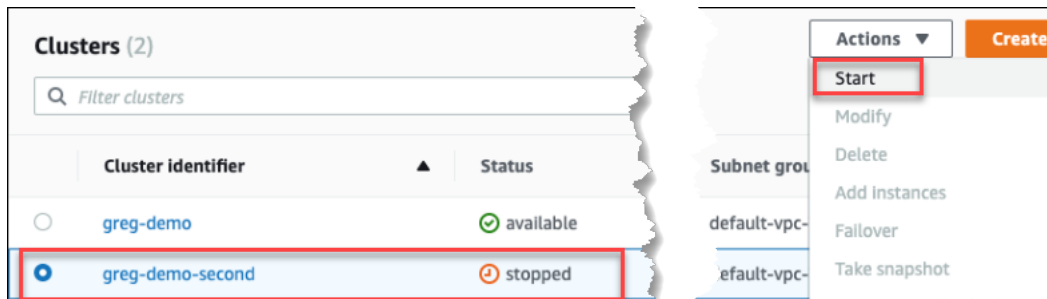 Clusters (2)
Actions ▼
Create
Filter clusters
Start
Modify
Cluster identifier ▲
Status
Subnet grou
Delete
Add instances
greg-demo
available
default-vpc-
Failover
greg-demo-second
stopped
efault-vpc-
Take snapshot